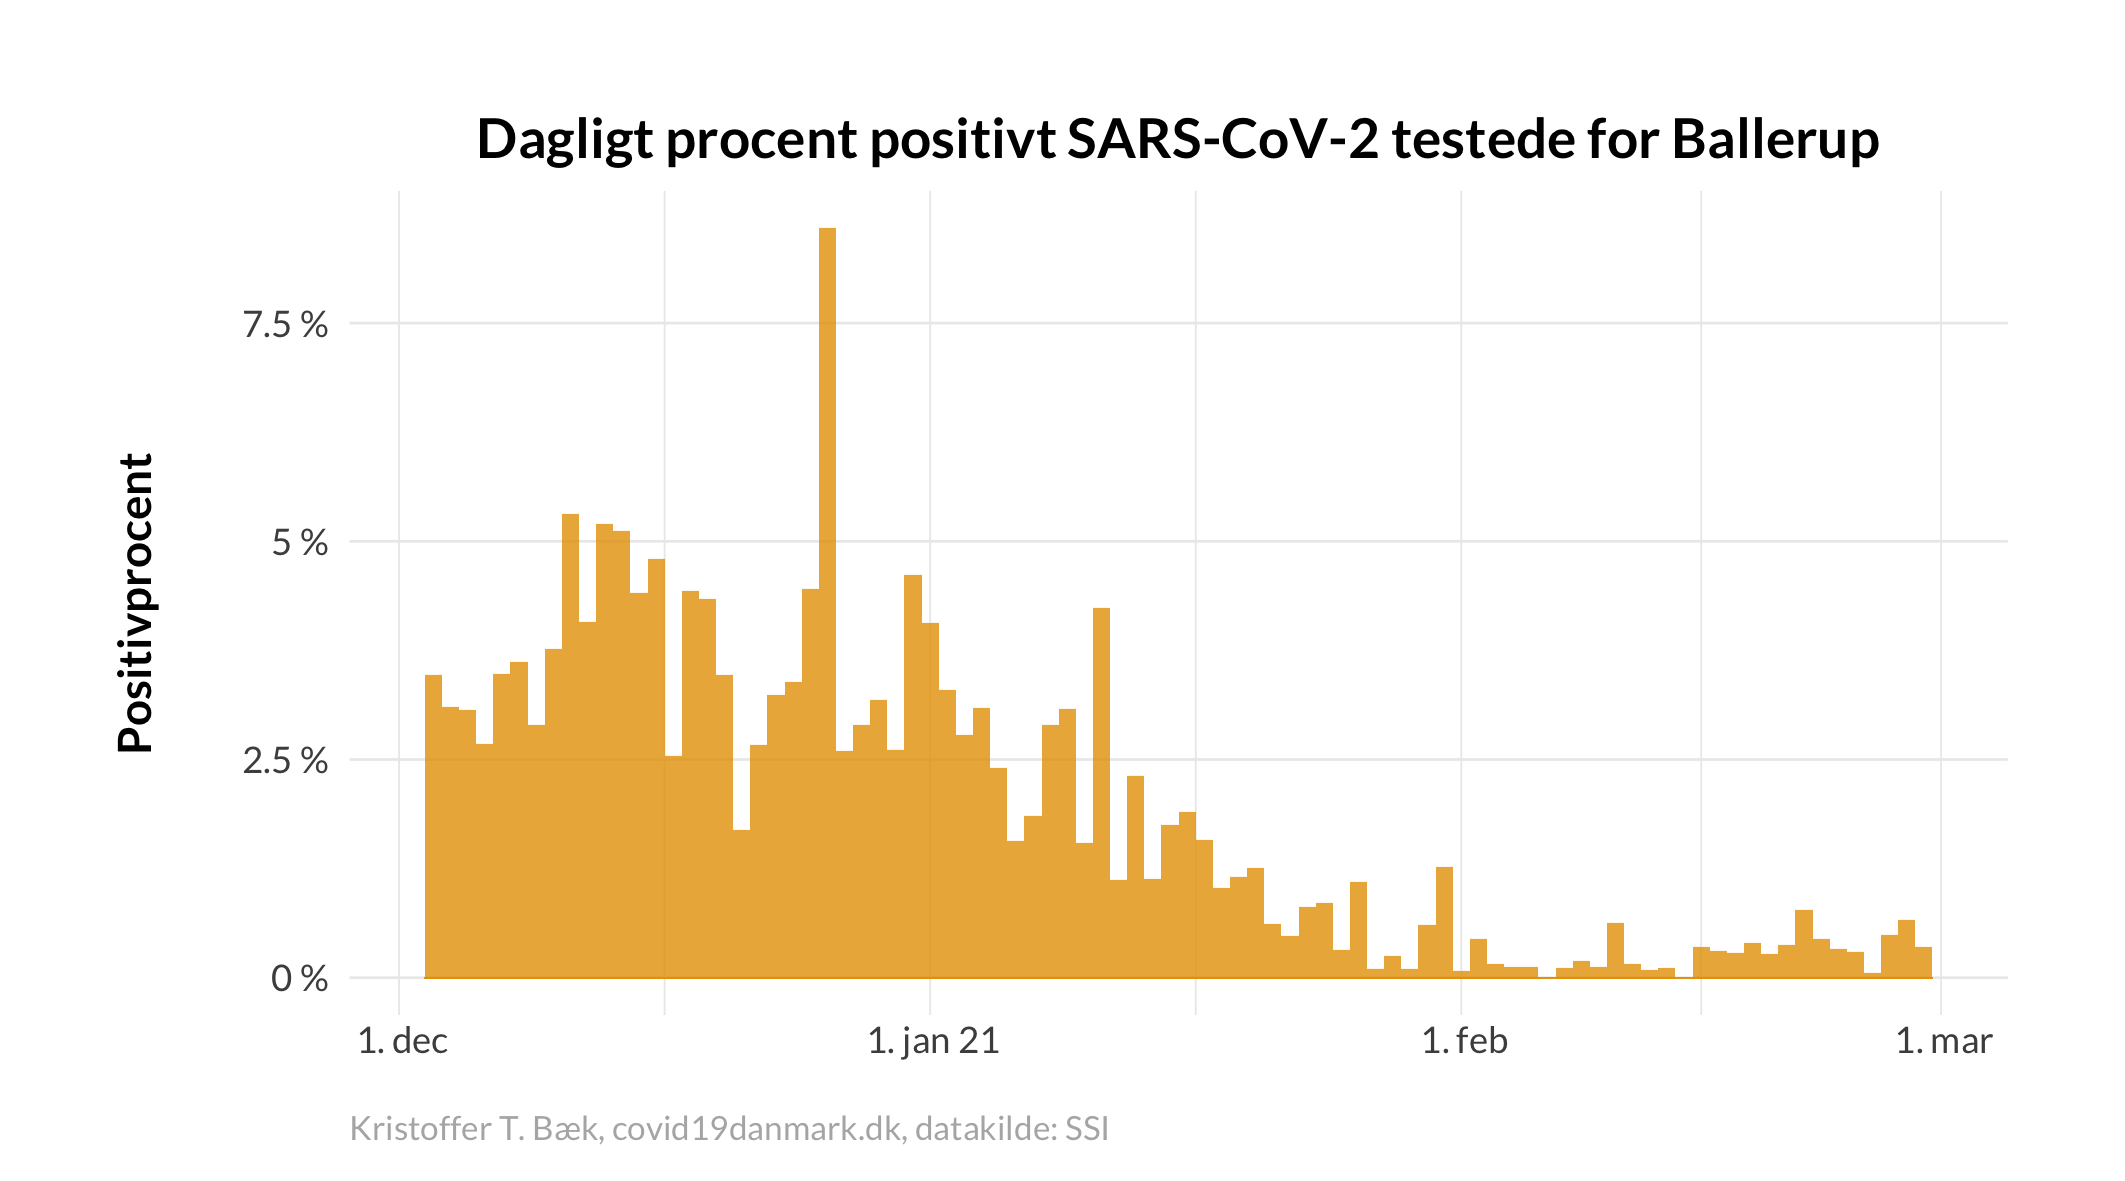 Dagligt procent positivt SARS-CoV-2 testede for Ballerup
Positivprocent
7.5 %
5 %
2.5 %
0 %
1. dec
1. jan 21
1. feb
1. mar
Kristoffer T. Bæk, covid19danmark.dk, datakilde: SSI